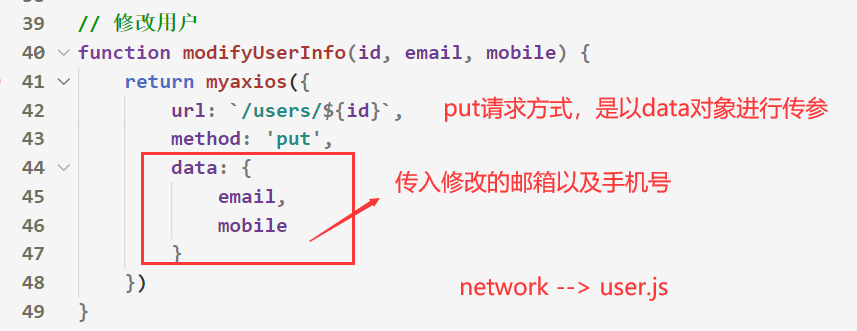 39 // 修改用户
40 function modifyUserInfo(id, email, mobile) {
41 return myaxios({
42 url: `/users/${id}`,
put请求方式，是以data对象进行传参
43 method: 'put',
44 data: {
45 email,
传入修改的邮箱以及手机号
46 mobile
47 }
48 })
network --> user.js
49 }